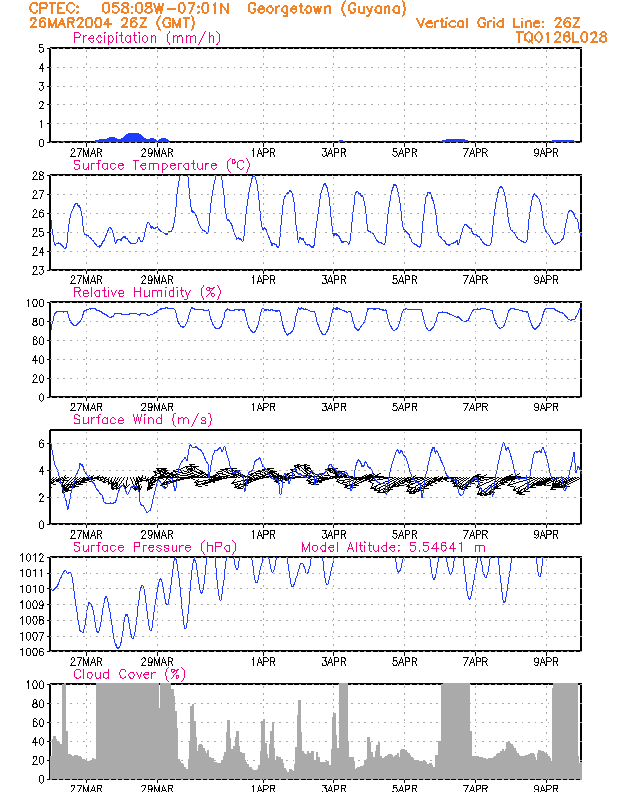 CPTEC: 058:08W-07:01N Georgetown (Guyana)
26MAR2004 26Z (GMT) Vertical Grid Line: 26Z
Precipitation (mm/h) TQ0126L028
5
4
3
2
1
0
27MAR 29MAR 1APR 3APR 5APR 7APR 9APR
Surface Temperature (°C)
28
27
26
25
24
23
27MAR 29MAR 1APR 3APR 5APR 7APR 9APR
Relative Humidity (%)
100
80
60
40
20
0
27MAR 29MAR 1APR 3APR 5APR 7APR 9APR
Surface Wind (m/s)
6
4
2
0
27MAR 29MAR 1APR 3APR 5APR 7APR 9APR
Surface Pressure (hPa) Model Altitude: 5.54641 m
1012
1011
1010
1009
1008
1007
1006
27MAR 29MAR 1APR 3APR 5APR 7APR 9APR
Cloud Cover (%)
100
80
60
40
20
0
27MAR 29MAR 1APR 3APR 5APR 7APR 9APR